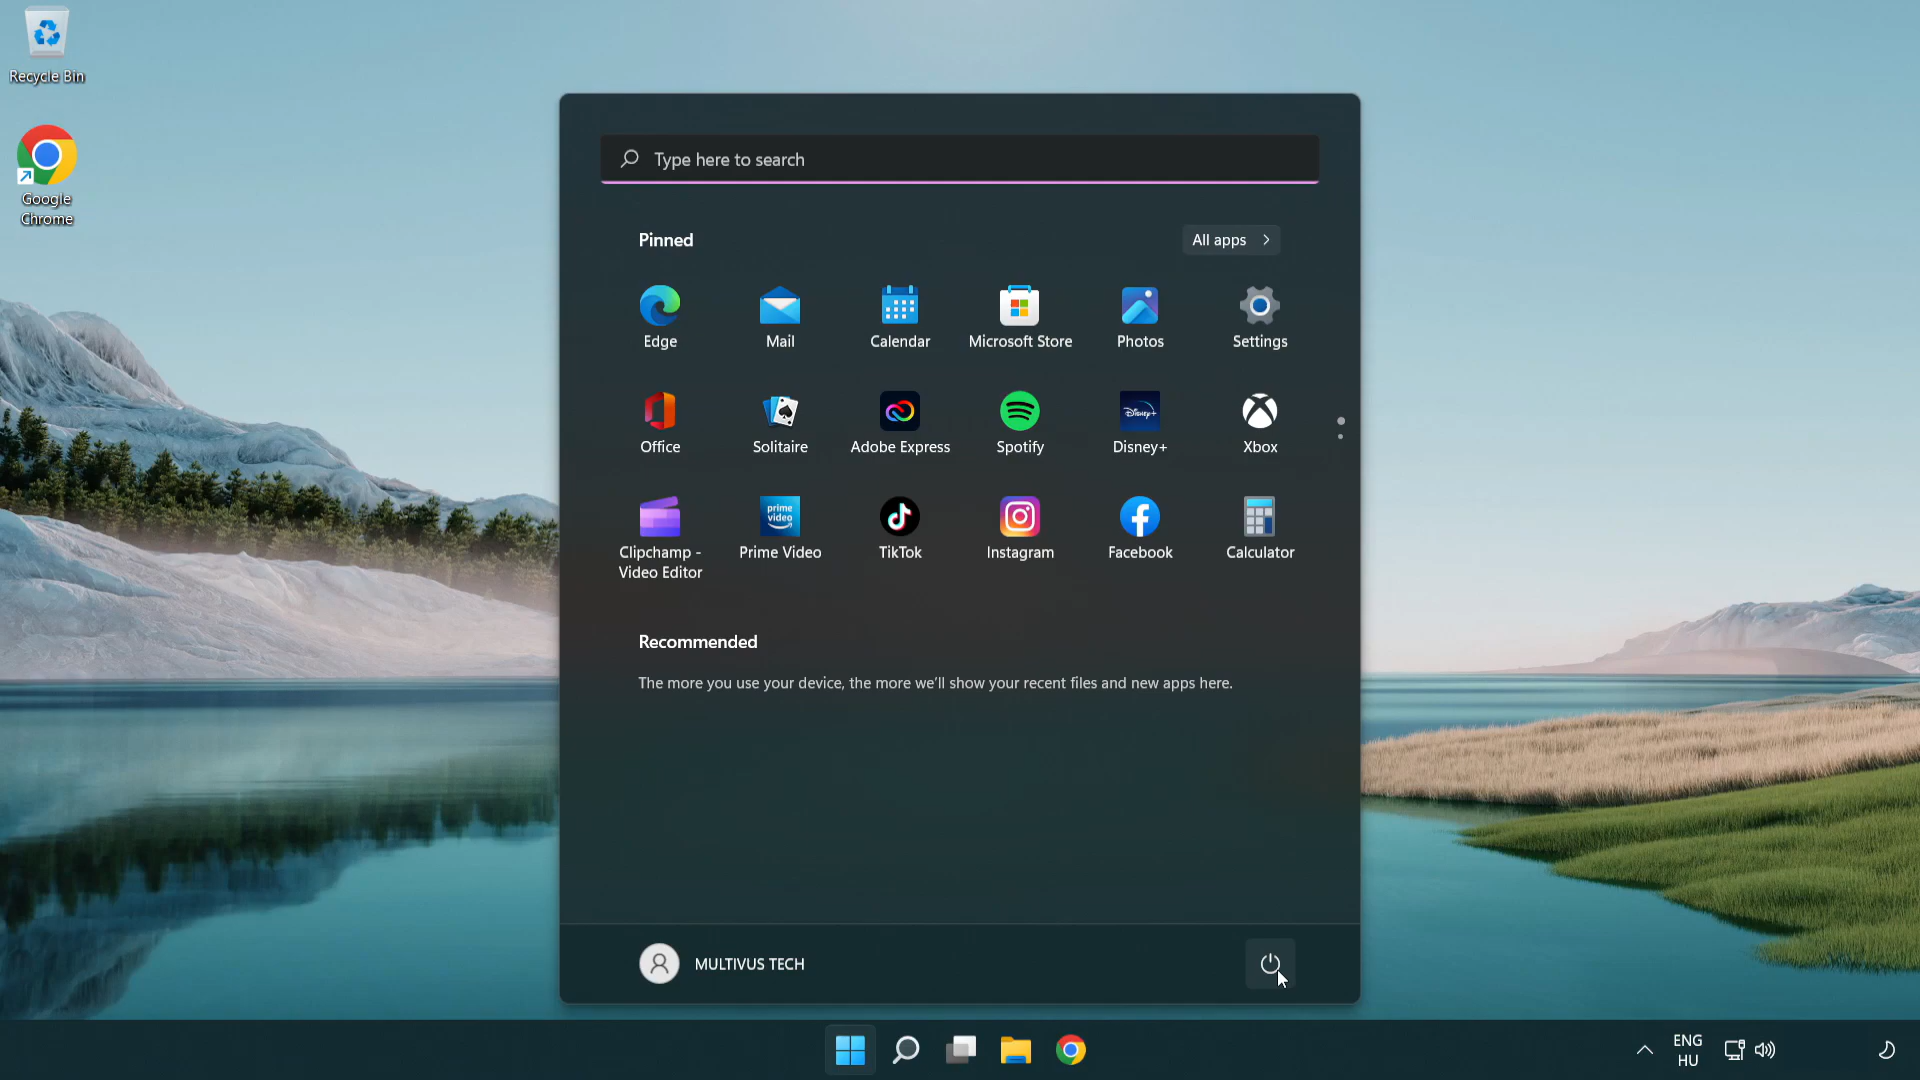 Recycle Bin
Google
Chrome
Type here to search
Pinned
All apps
Edge
Mail
Calendar
Microsoft Store
Photos
Settings
Disney+
Office
Solitaire
Adobe Express
Spotify
Disney+
Xbox
prime
video
Clipchamp -
Video Editor
Prime Video
TikTok
Instagram
Facebook
Calculator
Recommended
The more you use your device, the more we'll show your recent files and new apps here.
MULTIVUS TECH
ENG
HU